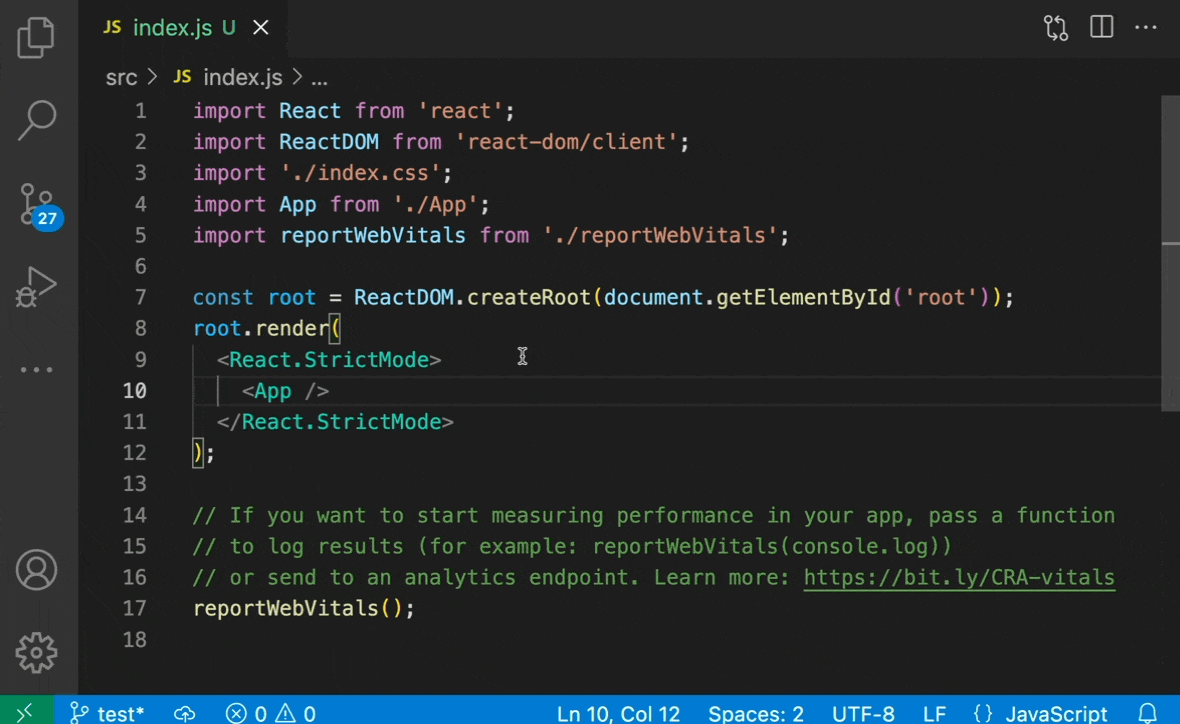 JS index.js U
src > JS index.js > ...
1 import React from 'react';
2 import ReactDOM from 'react-dom/client';
3 import './index.css';
4 import App from './App';
5 import reportWebVitals from './reportWebVitals';
6
7 const root = ReactDOM.createRoot(document.getElementById('root'));
8 root.render(
9 <React.StrictMode>
10 <App />
11 </React.StrictMode>
12 );
13
14 // If you want to start measuring performance in your app, pass a function
15 // to log results (for example: reportWebVitals(console.log))
16 // or send to an analytics endpoint. Learn more: https://bit.ly/CRA-vitals
17 reportWebVitals();
18
27
test* 0 0 Ln 10, Col 12 Spaces: 2 UTF-8 LF {} JavaScript